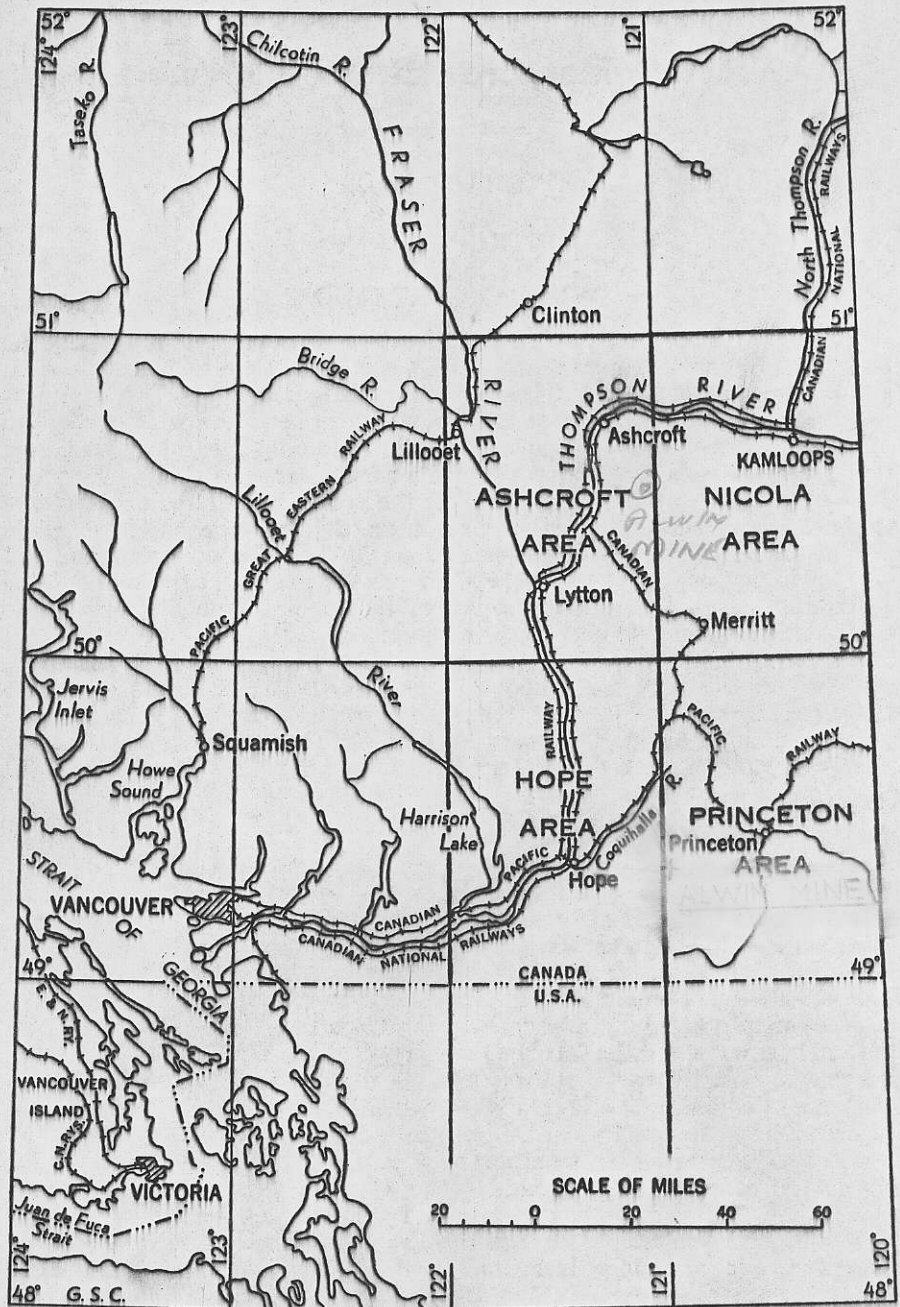 52°
124°
123°
122°
121°
52°
Taseko R.
Chilcotin R.
FRASER
RIVER
North Thompson R.
CANADIAN NATIONAL RAILWAYS
Clinton
51°
51°
Bridge R.
PACIFIC GREAT EASTERN RAILWAY
Lillooet
THOMPSON RIVER
Ashcroft
KAMLOOPS
Lillooet River
ASHCROFT
AREA
ALWIN
MINE
NICOLA
AREA
CANADIAN PACIFIC RAILWAY
Lytton
Merritt
50°
50°
Jervis
Inlet
Squamish
Howe
Sound
RAILWAY
HOPE
AREA
Harrison
Lake
Coquihalla R.
PRINCETON
AREA
Princeton
Hope
ALWIN MINE
STRAIT OF GEORGIA
VANCOUVER
CANADIAN PACIFIC
CANADIAN NATIONAL RAILWAYS
49°
49°
CANADA
U.S.A.
E. & N. RY.
VANCOUVER
ISLAND
C.N.RYS.
VICTORIA
Juan de Fuca
Strait
SCALE OF MILES
20 0 20 40 60
124°
123°
122°
121°
120°
48°
G. S. C.
48°